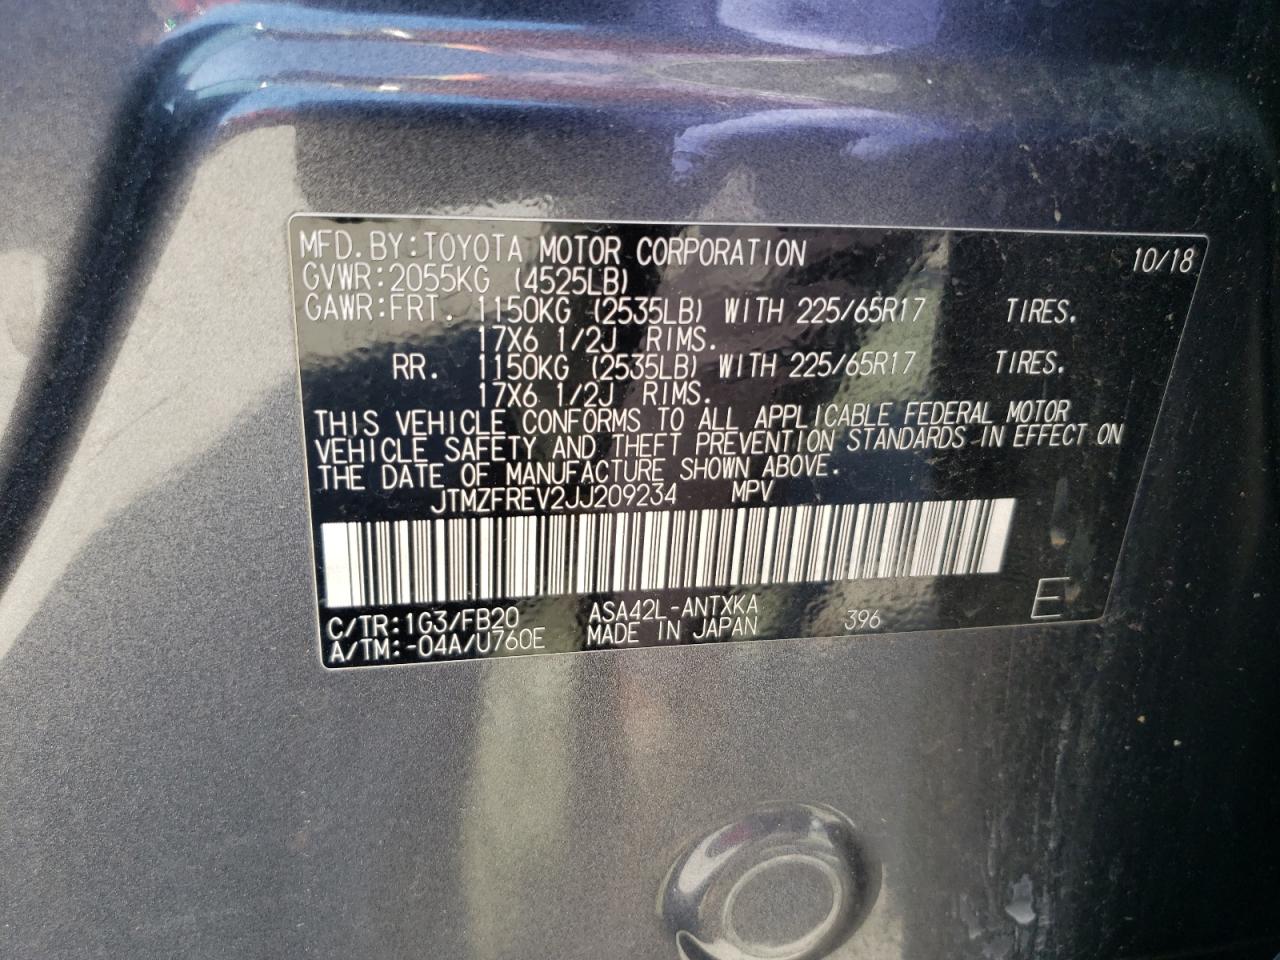 MFD. BY: TOYOTA MOTOR CORPORATION 10/18
GVWR: 2055KG (4525LB)
GAWR: FRT. 1150KG (2535LB) WITH 225/65R17 TIRES.
17X6 1/2J RIMS.
RR. 1150KG (2535LB) WITH 225/65R17 TIRES.
17X6 1/2J RIMS.
THIS VEHICLE CONFORMS TO ALL APPLICABLE FEDERAL MOTOR
VEHICLE SAFETY AND THEFT PREVENTION STANDARDS IN EFFECT ON
THE DATE OF MANUFACTURE SHOWN ABOVE.
JTMZFREV2JJ209234 MPV
C/TR: 1G3/FB20 ASA42L-ANTXKA 396 E
A/TM: -04A/U760E MADE IN JAPAN